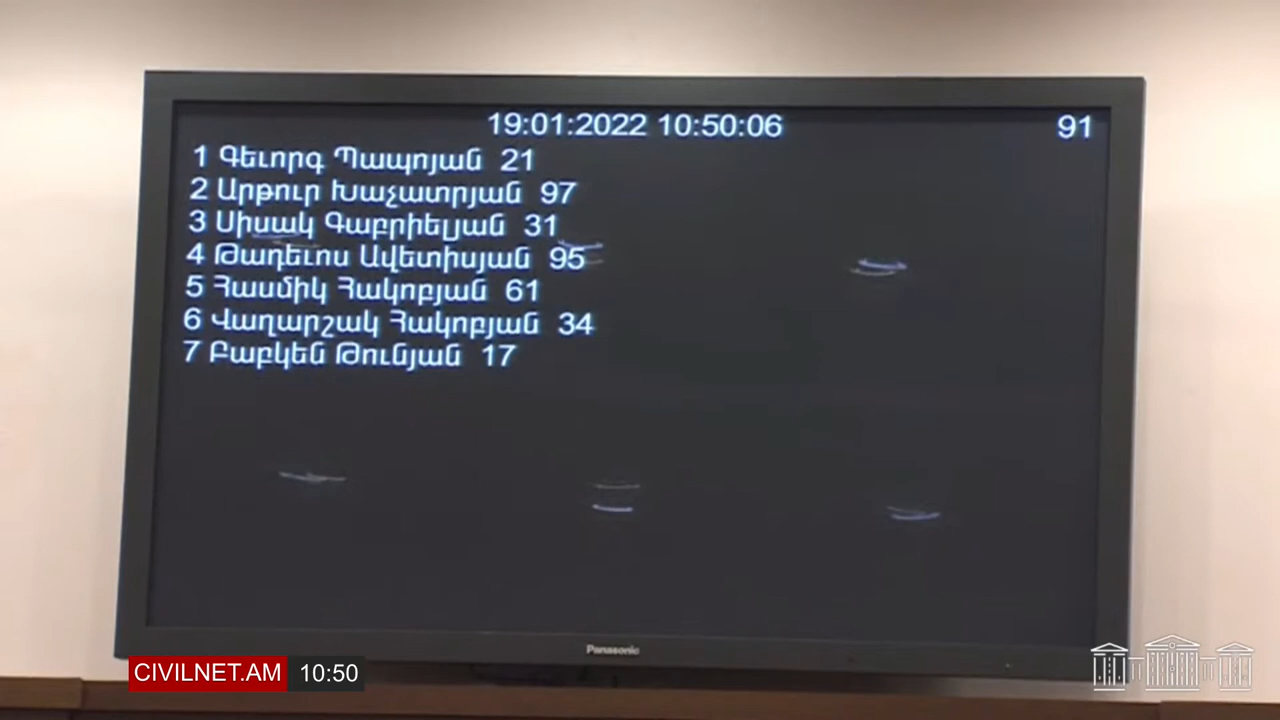 19:01:2022 10:50:06 91
1 Գեւորգ Պապոյան 21
2 Արթուր Խաչատրյան 97
3 Սիսակ Գաբրիելյան 31
4 Թադեւոս Ավետիսյան 95
5 Հասմիկ Հակոբյան 61
6 Վաղարշակ Հակոբյան 34
7 Բաբկեն Թունյան 17
Panasonic
CIVILNET.AM 10:50